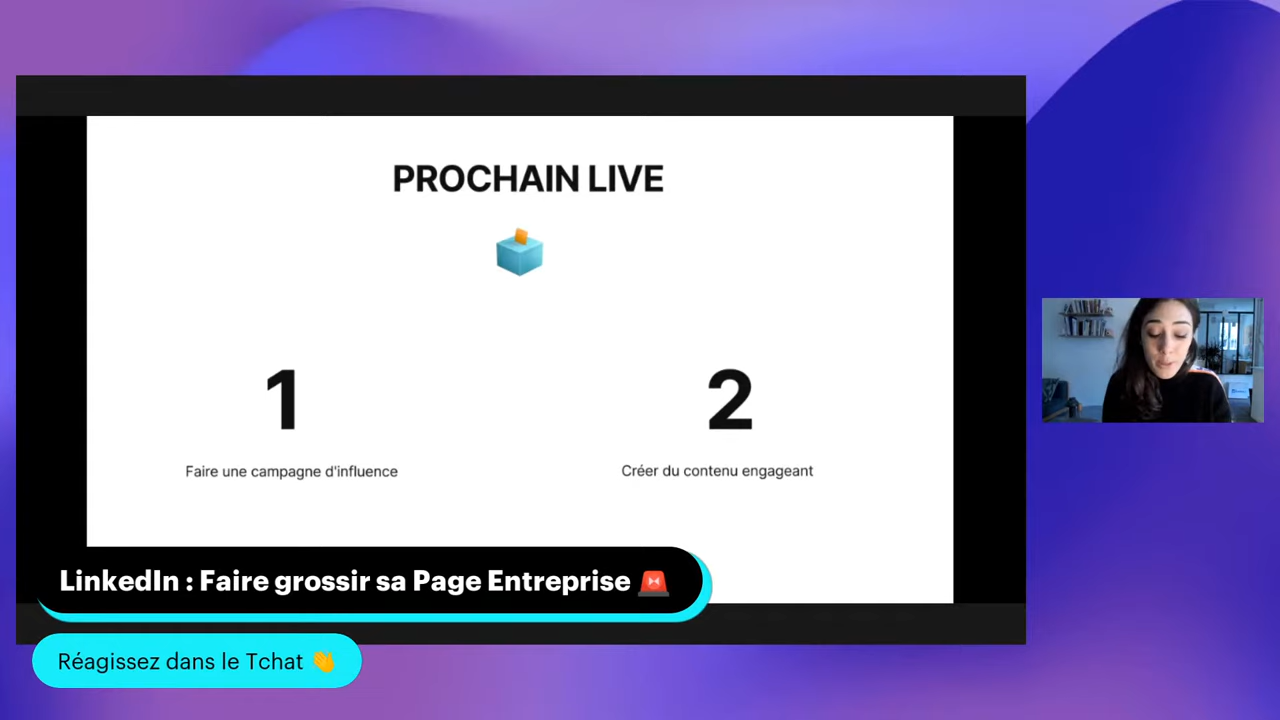 PROCHAIN LIVE
1
2
Faire une campagne d'influence
Créer du contenu engageant
LinkedIn : Faire grossir sa Page Entreprise 🚨
Réagissez dans le Tchat 👏